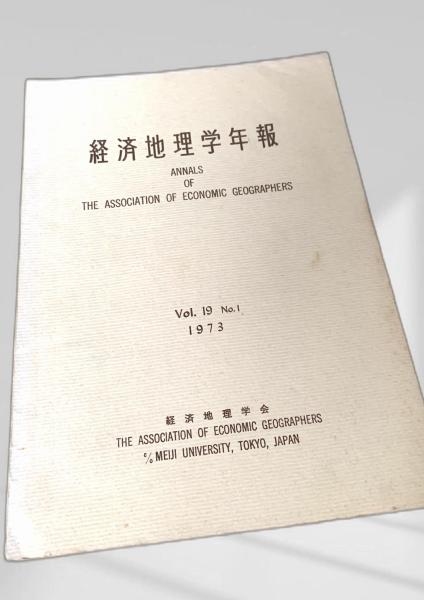 経済地理学年報
ANNALS
OF
THE ASSOCIATION OF ECONOMIC GEOGRAPHERS
Vol. 19 No. 1
1973
経済地理学会
THE ASSOCIATION OF ECONOMIC GEOGRAPHERS
c/o MEIJI UNIVERSITY, TOKYO, JAPAN